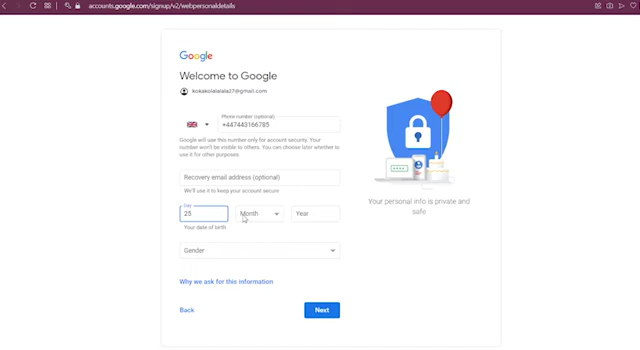 accounts.google.com/signup/v2/webpersonaldetails
Google
Welcome to Google
kokakolalalala27@gmail.com
Phone number (optional)
+447443166785
Google will use this number only for account security. Your
number won't be visible to others. You can choose later whether to
use it for other purposes.
Recovery email address (optional)
We'll use it to keep your account secure
Day
25
Month
Year
Your date of birth
Gender
Why we ask for this information
Back
Next
Your personal info is private and
safe